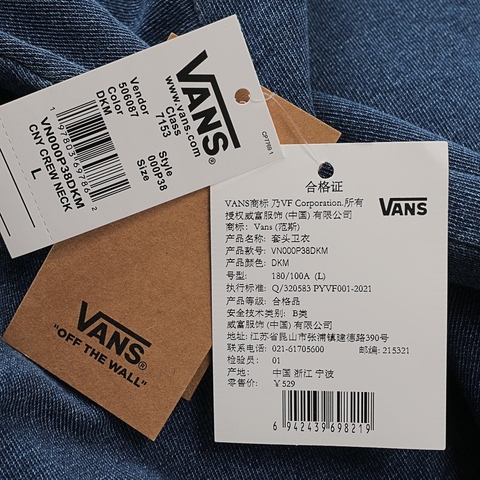 VANS
www.vans.com
Class Style
7153 000P38
Vendor
506087
Color Size
DKM
1 97803 69786 2
VN000P38DKM
CNY CREW NECK
L
VANS
"OFF THE WALL"
合格证
VANS
VANS商标 乃VF Corporation.所有
授权威富服饰 (中国) 有限公司
商标: Vans (范斯)
产品名称: 套头卫衣
产品款号: VN000P38DKM
产品颜色: DKM
号型: 180/100A (L)
执行标准: Q/320583 PYVF001-2021
产品等级: 合格品
安全技术类别: B类
威富服饰 (中国) 有限公司
地址: 江苏省昆山市张浦镇建德路390号
联系电话: 021-61705600 邮编: 215321
检验员: 01
产地: 中国 浙江 宁波
零售价: ￥529
6 942439 698219